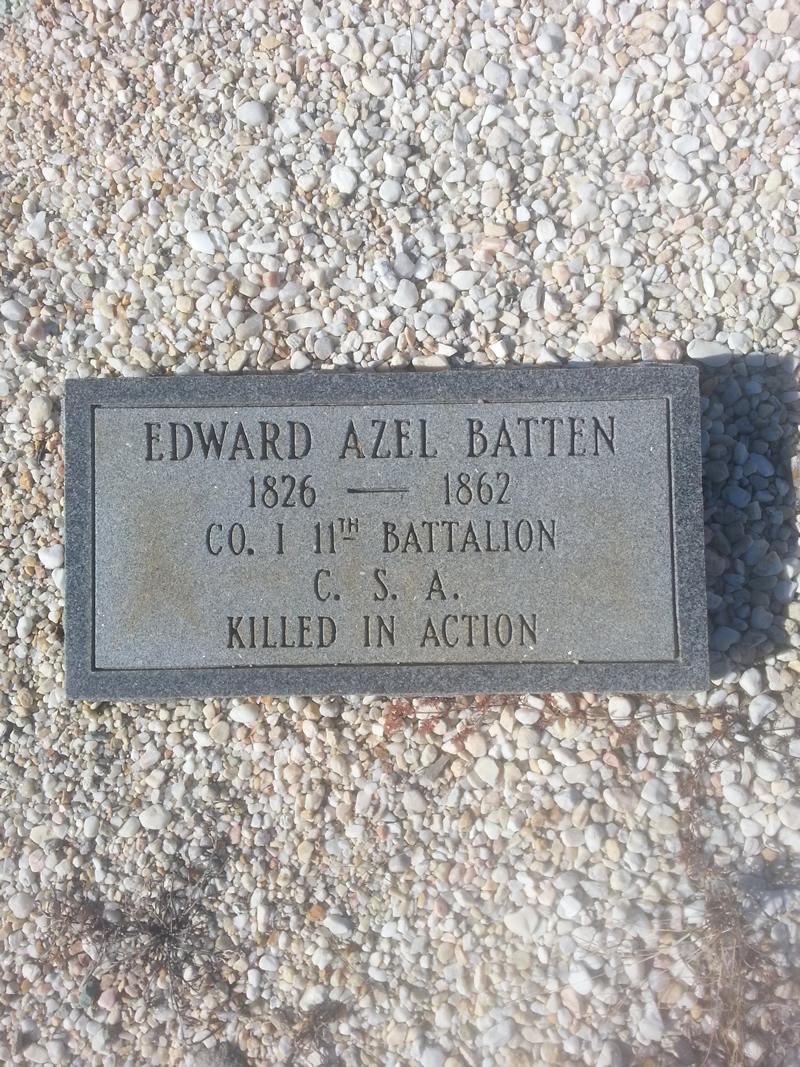 EDWARD AZEL BATTEN
1826 — 1862
CO. I 11TH BATTALION
C. S. A.
KILLED IN ACTION